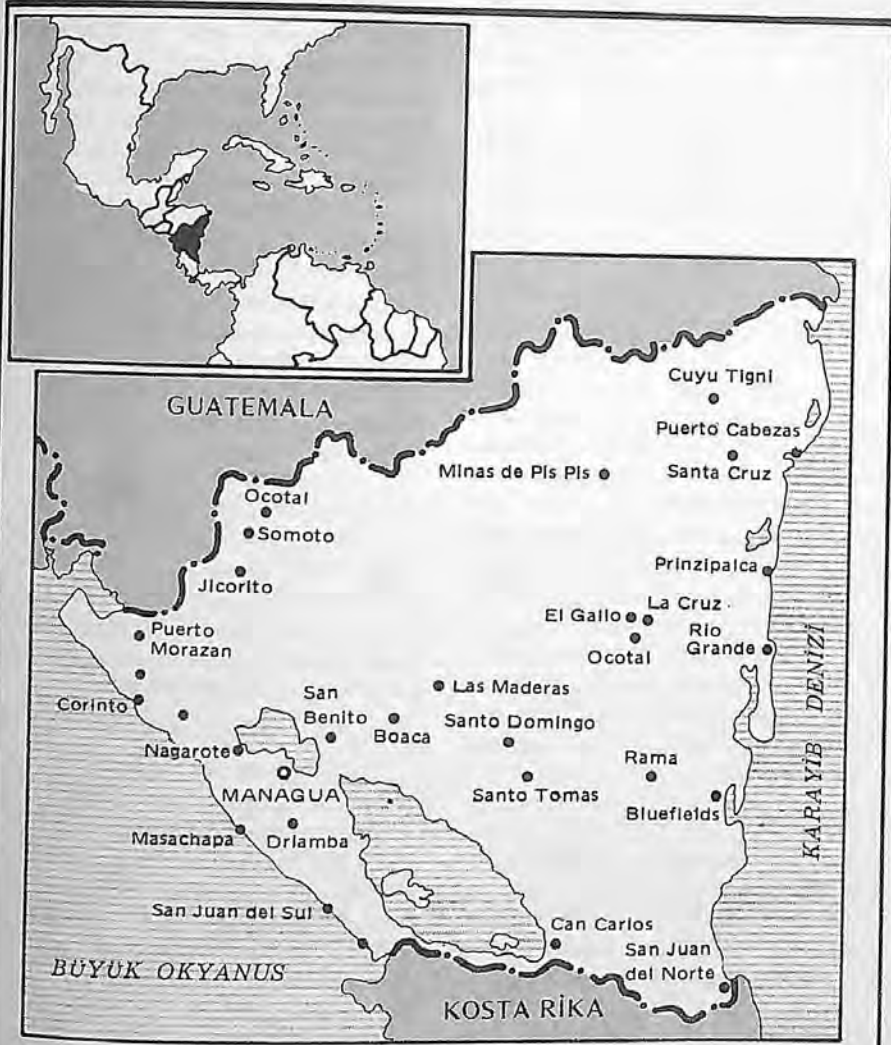 GUATEMALA
Cuyu Tigni
Puerto Cabezas
Minas de Pis Pis
Santa Cruz
Ocotal
Somoto
Jicorito
Prinzipalca
La Cruz
El Gallo
Rio
Grande
Ocotal
Puerto
Morazan
Las Maderas
Corinto
San
Benito
Boaca
Santo Domingo
Nagarote
Rama
MANAGUA
Santo Tomas
Bluefields
Masachapa
Driamba
KARAYİB DENİZİ
San Juan del Sul
Can Carlos
San Juan
del Norte
BÜYÜK OKYANUS
KOSTA RİKA